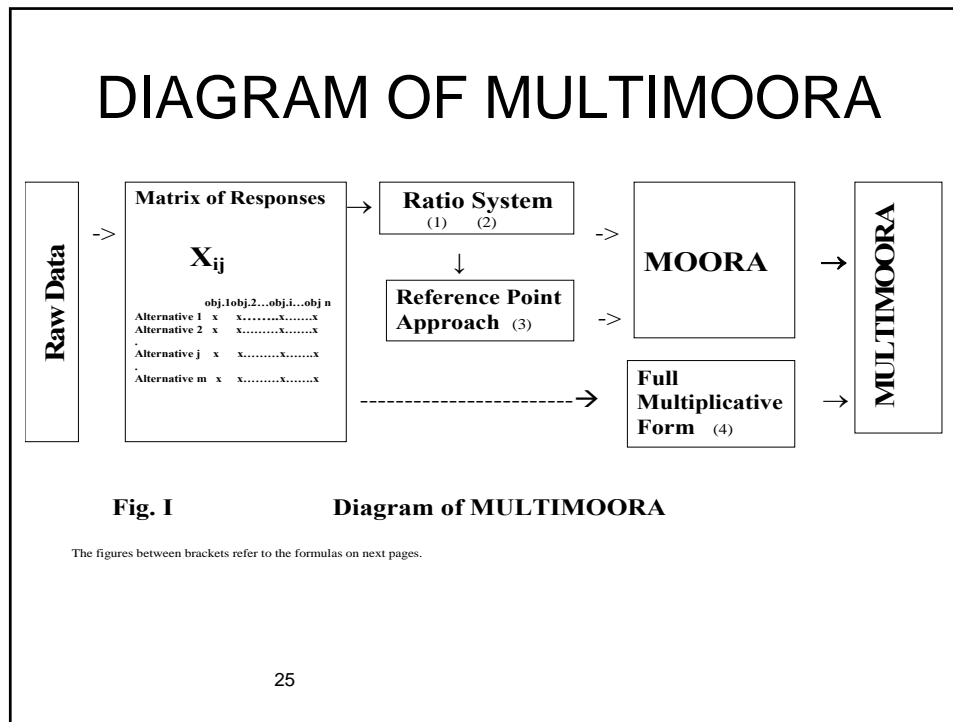 DIAGRAM OF MULTIMOORA
Raw Data
->
Matrix of Responses
Xij
obj.1obj.2…obj.i…obj n
Alternative 1 x x……..x…….x
Alternative 2 x x………x…….x
.
Alternative j x x………x…….x
.
Alternative m x x………x…….x
→
Ratio System
(1) (2)
↓
Reference Point
Approach (3)
->
->
MOORA
→
------------------------→
Full
Multiplicative
Form (4)
→
MULTIMOORA
Fig. I Diagram of MULTIMOORA
The figures between brackets refer to the formulas on next pages.
25